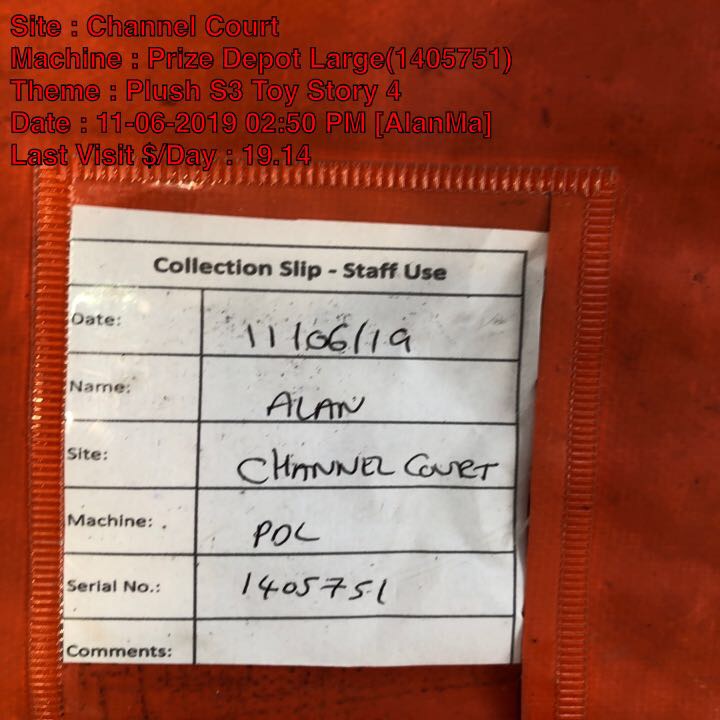 Site : Channel Court
Machine : Prize Depot Large(1405751)
Theme : Plush S3 Toy Story 4
Date : 11-06-2019 02:50 PM [AlanMa]
Last Visit $/Day : 19.14
Collection Slip - Staff Use
Date: 11/06/19
Name: ALAN
Site: CHANNEL COURT
Machine: PDL
Serial No.: 1405751
Comments: